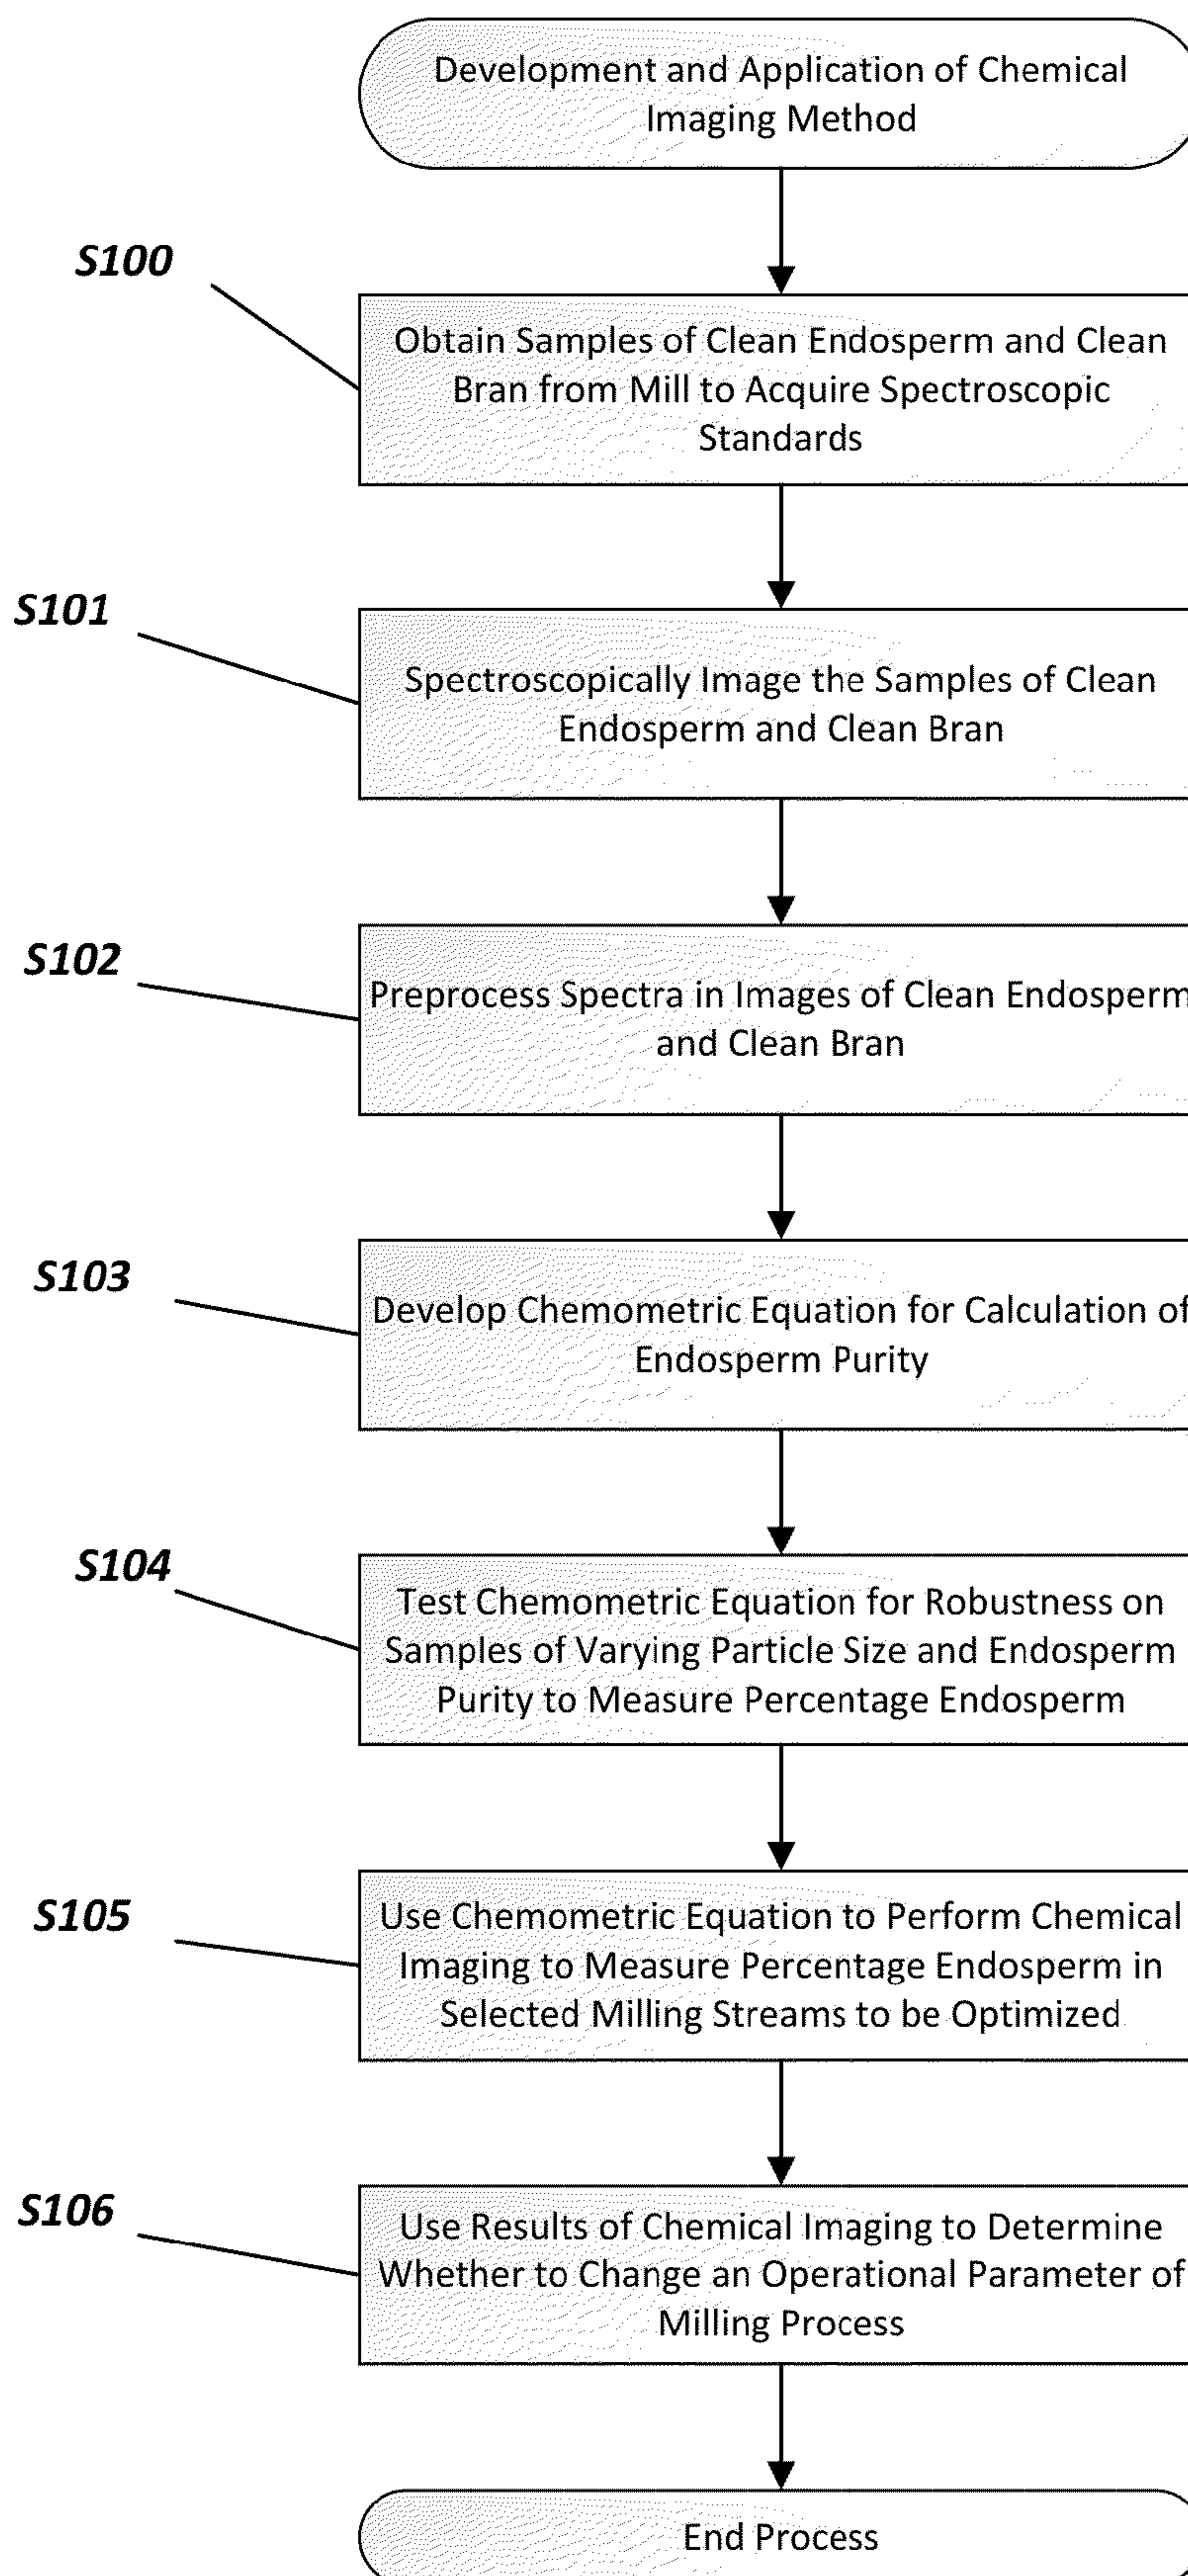 Development and Application of Chemical
Imaging Method
S100
Obtain Samples of Clean Endosperm and Clean
Bran from Mill to Acquire Spectroscopic
Standards
S101
Spectroscopically Image the Samples of Clean
Endosperm and Clean Bran
S102
Preprocess Spectra in Images of Clean Endosperm
and Clean Bran
S103
Develop Chemometric Equation for Calculation of
Endosperm Purity
S104
Test Chemometric Equation for Robustness on
Samples of Varying Particle Size and Endosperm
Purity to Measure Percentage Endosperm
S105
Use Chemometric Equation to Perform Chemical
Imaging to Measure Percentage Endosperm in
Selected Milling Streams to be Optimized
S106
Use Results of Chemical Imaging to Determine
Whether to Change an Operational Parameter of
Milling Process
End Process